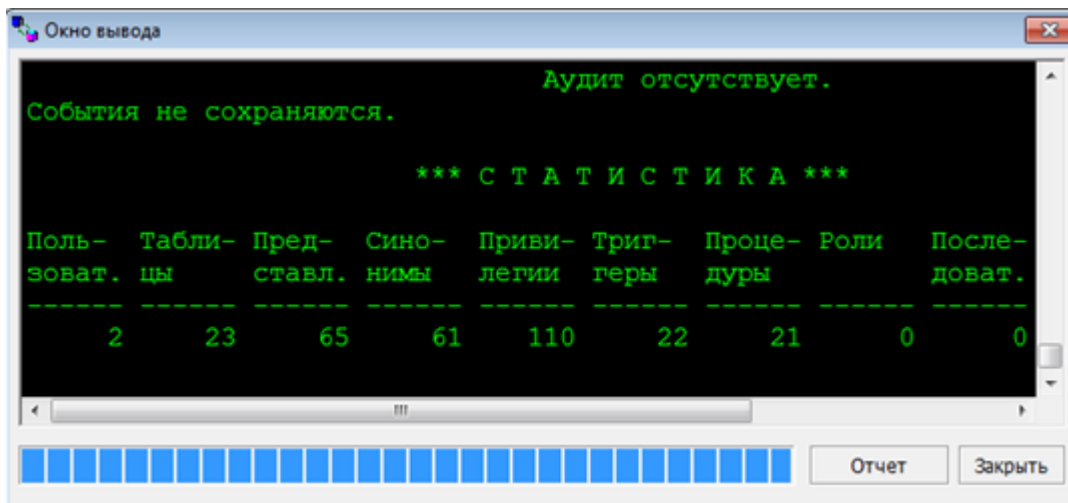 Окно вывода
Аудит отсутствует.
События не сохраняются.
*** С Т А Т И С Т И К А ***
Поль- Табли- Пред- Сино- Приви- Триг- Проце- Роли После-
зоват. цы ставл. нимы легии геры дуры доват.
------ ------ ------ ------ ------ ------ ------ ------ ------
2 23 65 61 110 22 21 0 0
Отчет Закрыть